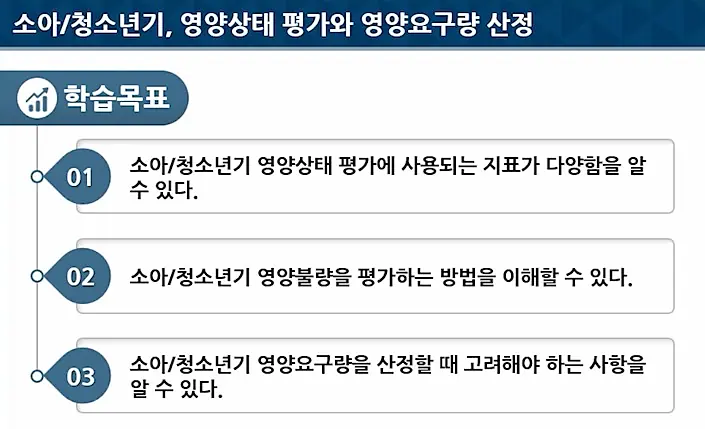 소아/청소년기, 영양상태 평가와 영양요구량 산정
학습목표
01
소아/청소년기 영양상태 평가에 사용되는 지표가 다양함을 알
수 있다.
02
소아/청소년기 영양불량을 평가하는 방법을 이해할 수 있다.
03
소아/청소년기 영양요구량을 산정할 때 고려해야 하는 사항을
알 수 있다.